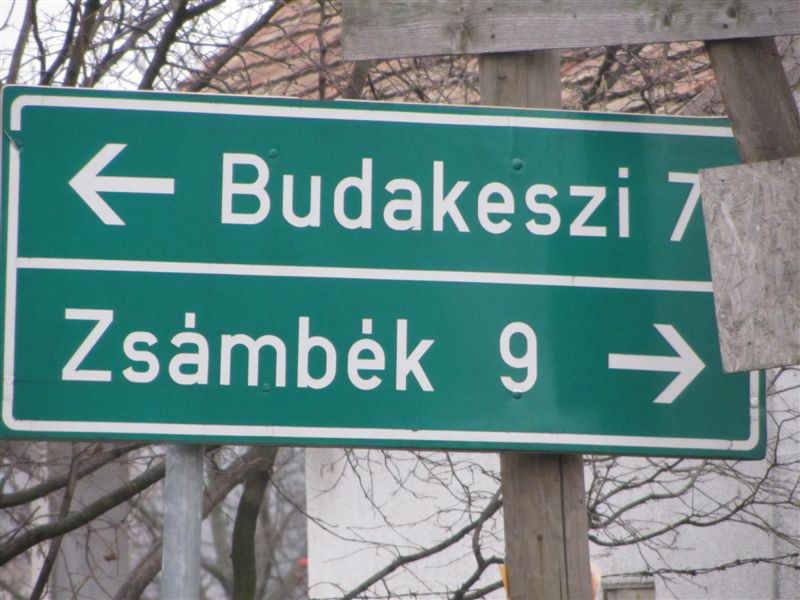 ← Budakeszi 7
Zsámbék 9 →